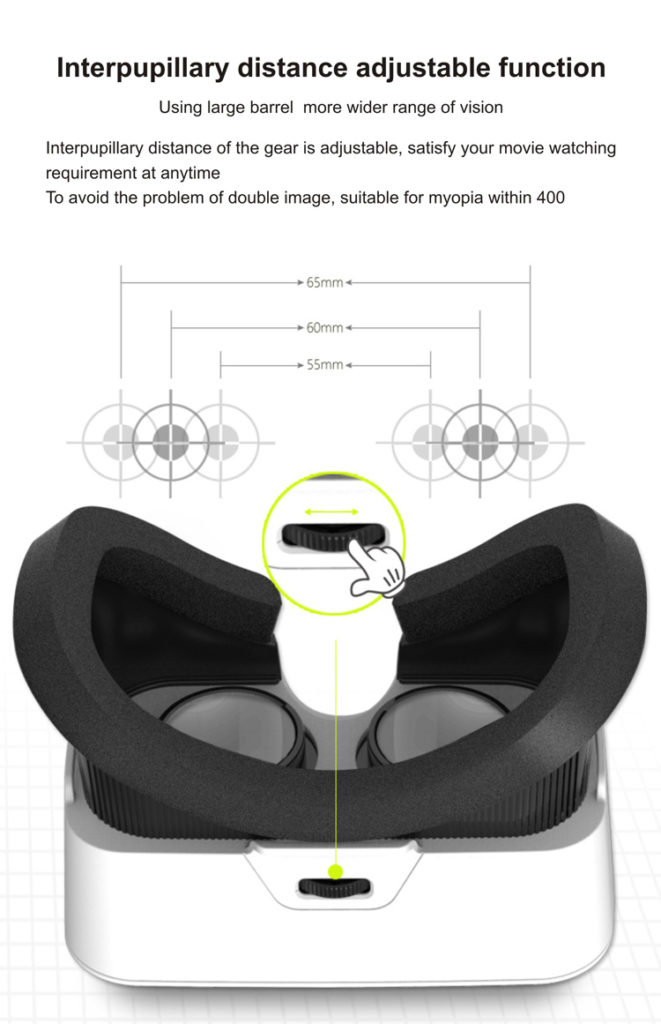 Interpupillary distance adjustable function
Using large barrel more wider range of vision
Interpupillary distance of the gear is adjustable, satisfy your movie watching
requirement at anytime
To avoid the problem of double image, suitable for myopia within 400
65mm
60mm
55mm